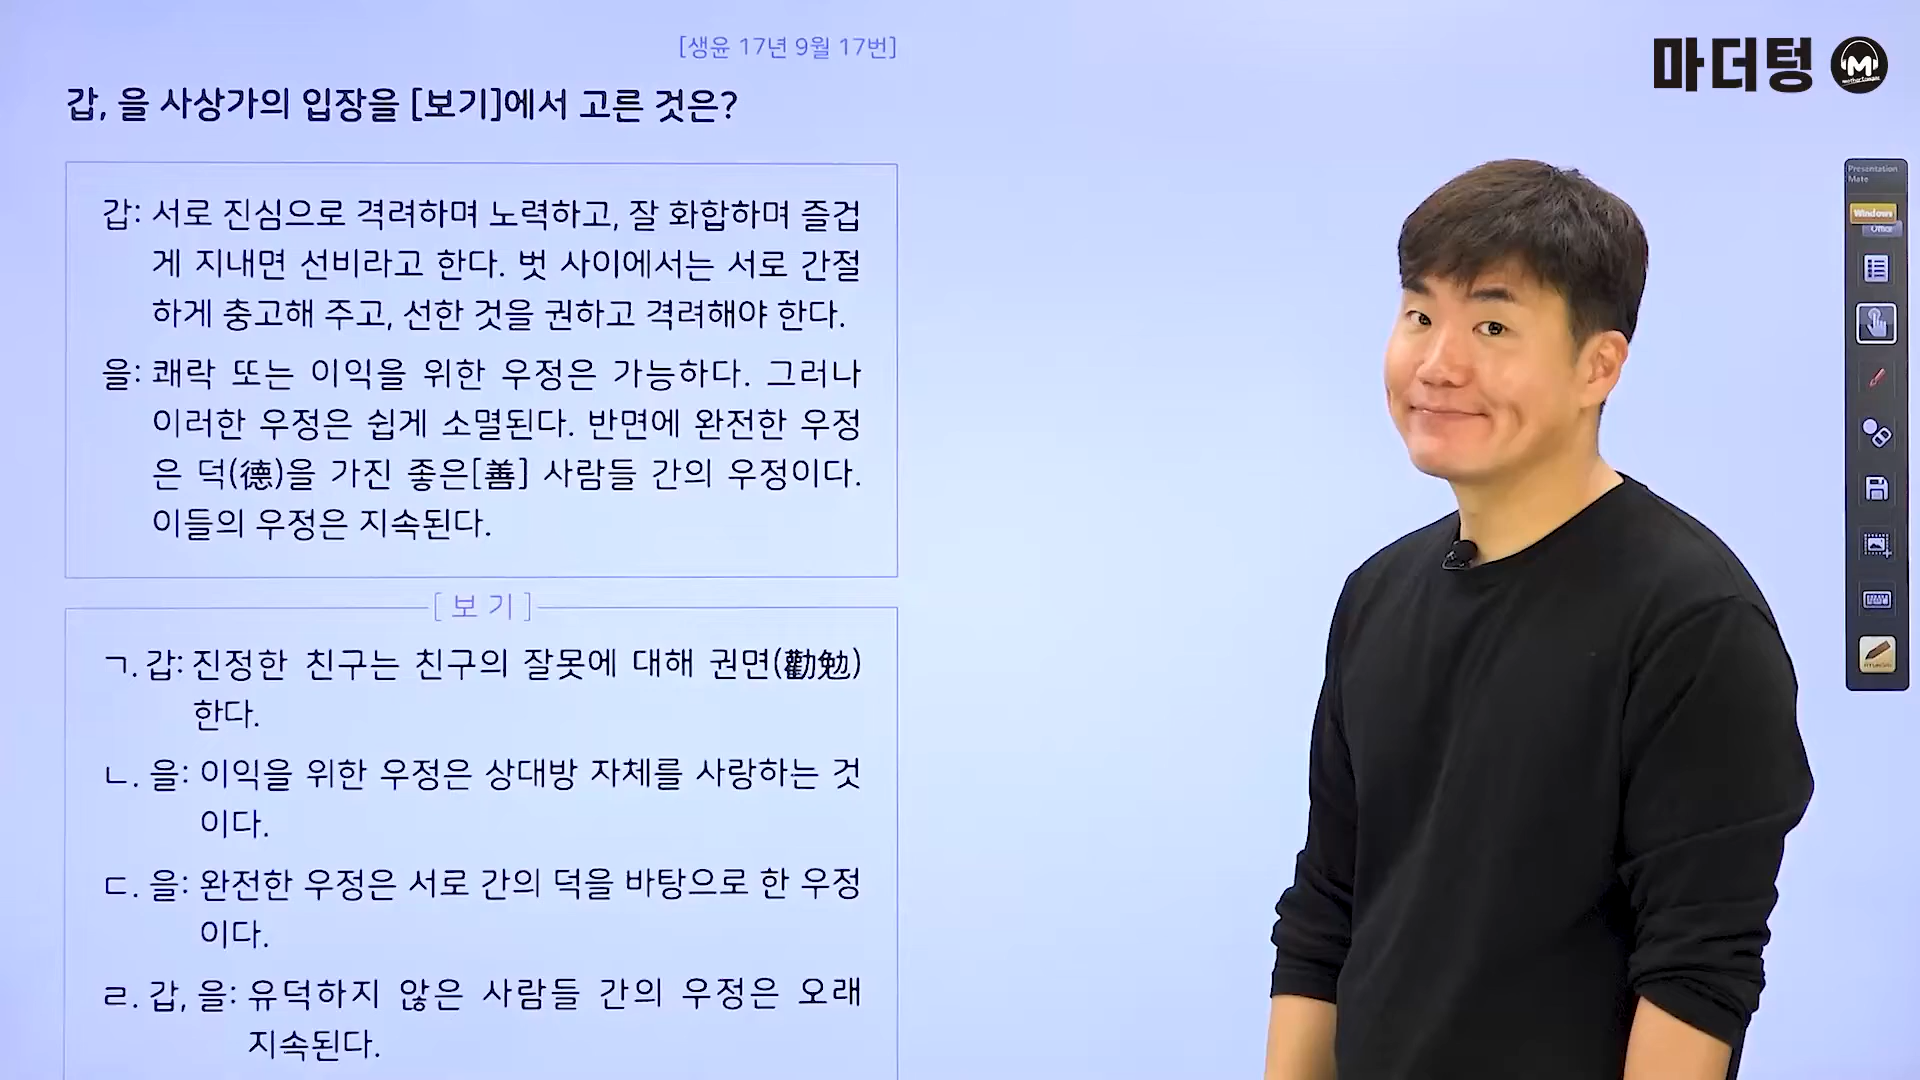 [생윤 17년 9월 17번]
마더텅
갑, 을 사상가의 입장을 [보기]에서 고른 것은?
갑: 서로 진심으로 격려하며 노력하고, 잘 화합하며 즐겁
게 지내면 선비라고 한다. 벗 사이에서는 서로 간절
하게 충고해 주고, 선한 것을 권하고 격려해야 한다.
을: 쾌락 또는 이익을 위한 우정은 가능하다. 그러나
이러한 우정은 쉽게 소멸된다. 반면에 완전한 우정
은 덕(德)을 가진 좋은[善] 사람들 간의 우정이다.
이들의 우정은 지속된다.
[보기]
ㄱ. 갑: 진정한 친구는 친구의 잘못에 대해 권면(勸勉)
한다.
ㄴ. 을: 이익을 위한 우정은 상대방 자체를 사랑하는 것
이다.
ㄷ. 을: 완전한 우정은 서로 간의 덕을 바탕으로 한 우정
이다.
ㄹ. 갑, 을: 유덕하지 않은 사람들 간의 우정은 오래
지속된다.
Presentation
Mate
Windows
Office